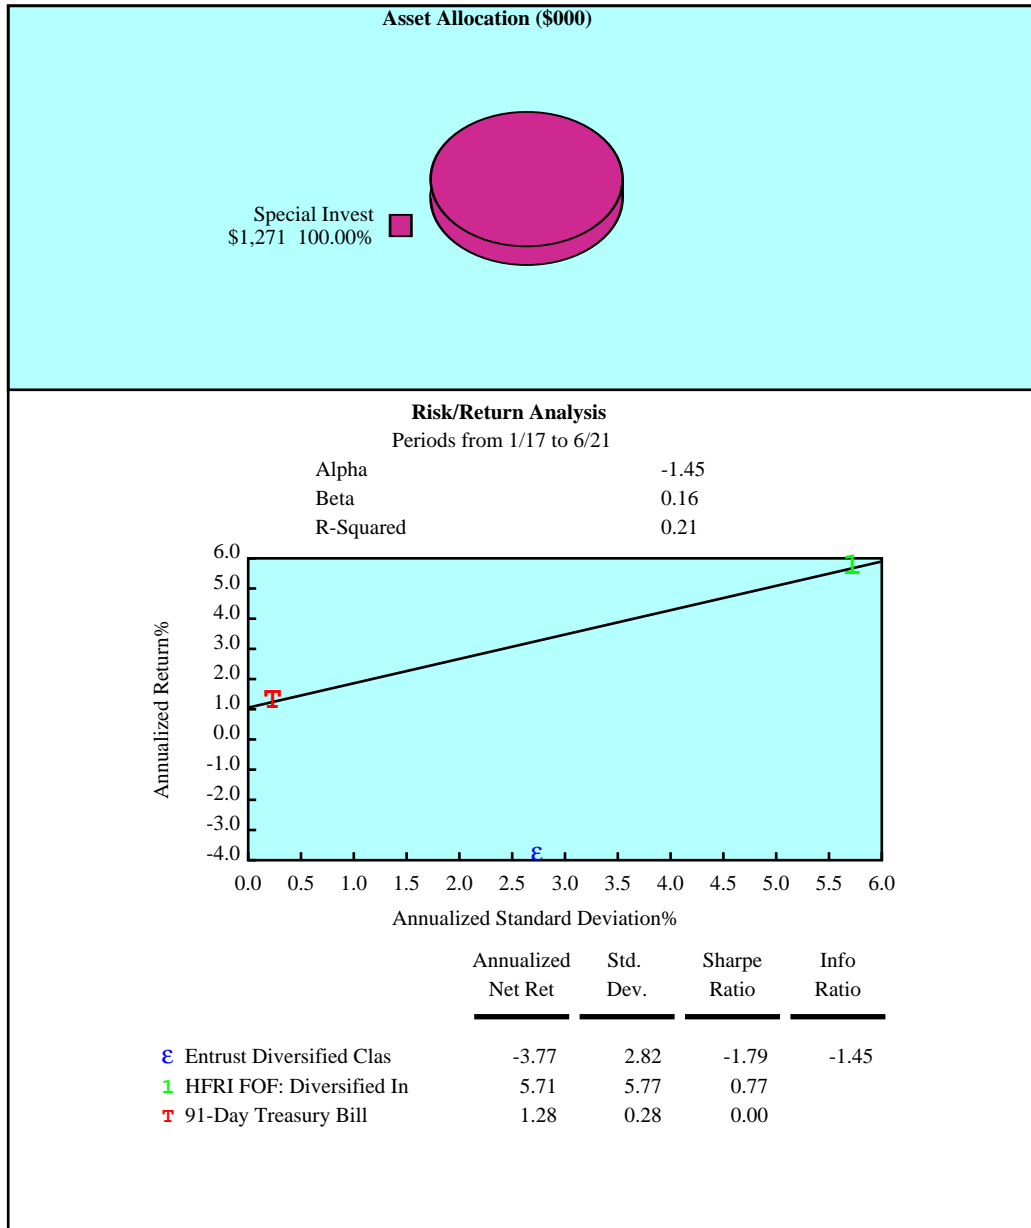 Asset Allocation ($000)
Special Invest
$1,271 100.00%
Risk/Return Analysis
Periods from 1/17 to 6/21
Alpha -1.45
Beta 0.16
R-Squared 0.21
Annualized Return%
6.0
5.0
4.0
3.0
2.0
1.0
0.0
-1.0
-2.0
-3.0
-4.0
1
T
ε
0.0 0.5 1.0 1.5 2.0 2.5 3.0 3.5 4.0 4.5 5.0 5.5 6.0
Annualized Standard Deviation%
Annualized Std. Sharpe Info
Net Ret Dev. Ratio Ratio
ε Entrust Diversified Clas -3.77 2.82 -1.79 -1.45
1 HFRI FOF: Diversified In 5.71 5.77 0.77
T 91-Day Treasury Bill 1.28 0.28 0.00